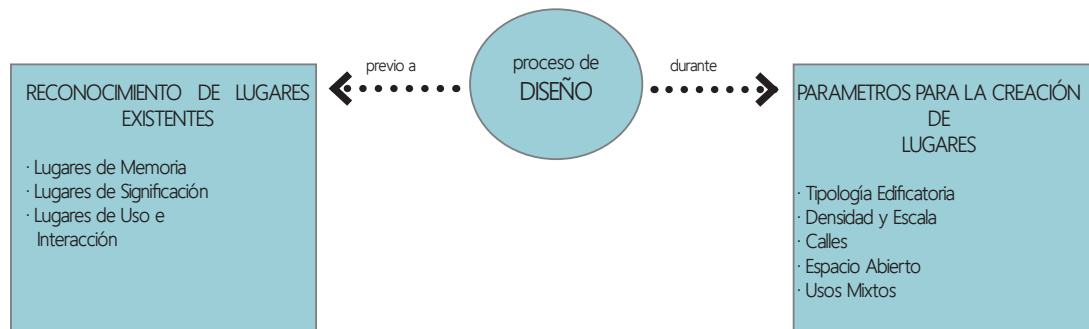 RECONOCIMIENTO DE LUGARES
EXISTENTES
· Lugares de Memoria
· Lugares de Significación
· Lugares de Uso e
Interacción
previo a
proceso de
DISEÑO
durante
PARAMETROS PARA LA CREACIÓN
DE
LUGARES
· Tipología Edificatoria
· Densidad y Escala
· Calles
· Espacio Abierto
· Usos Mixtos